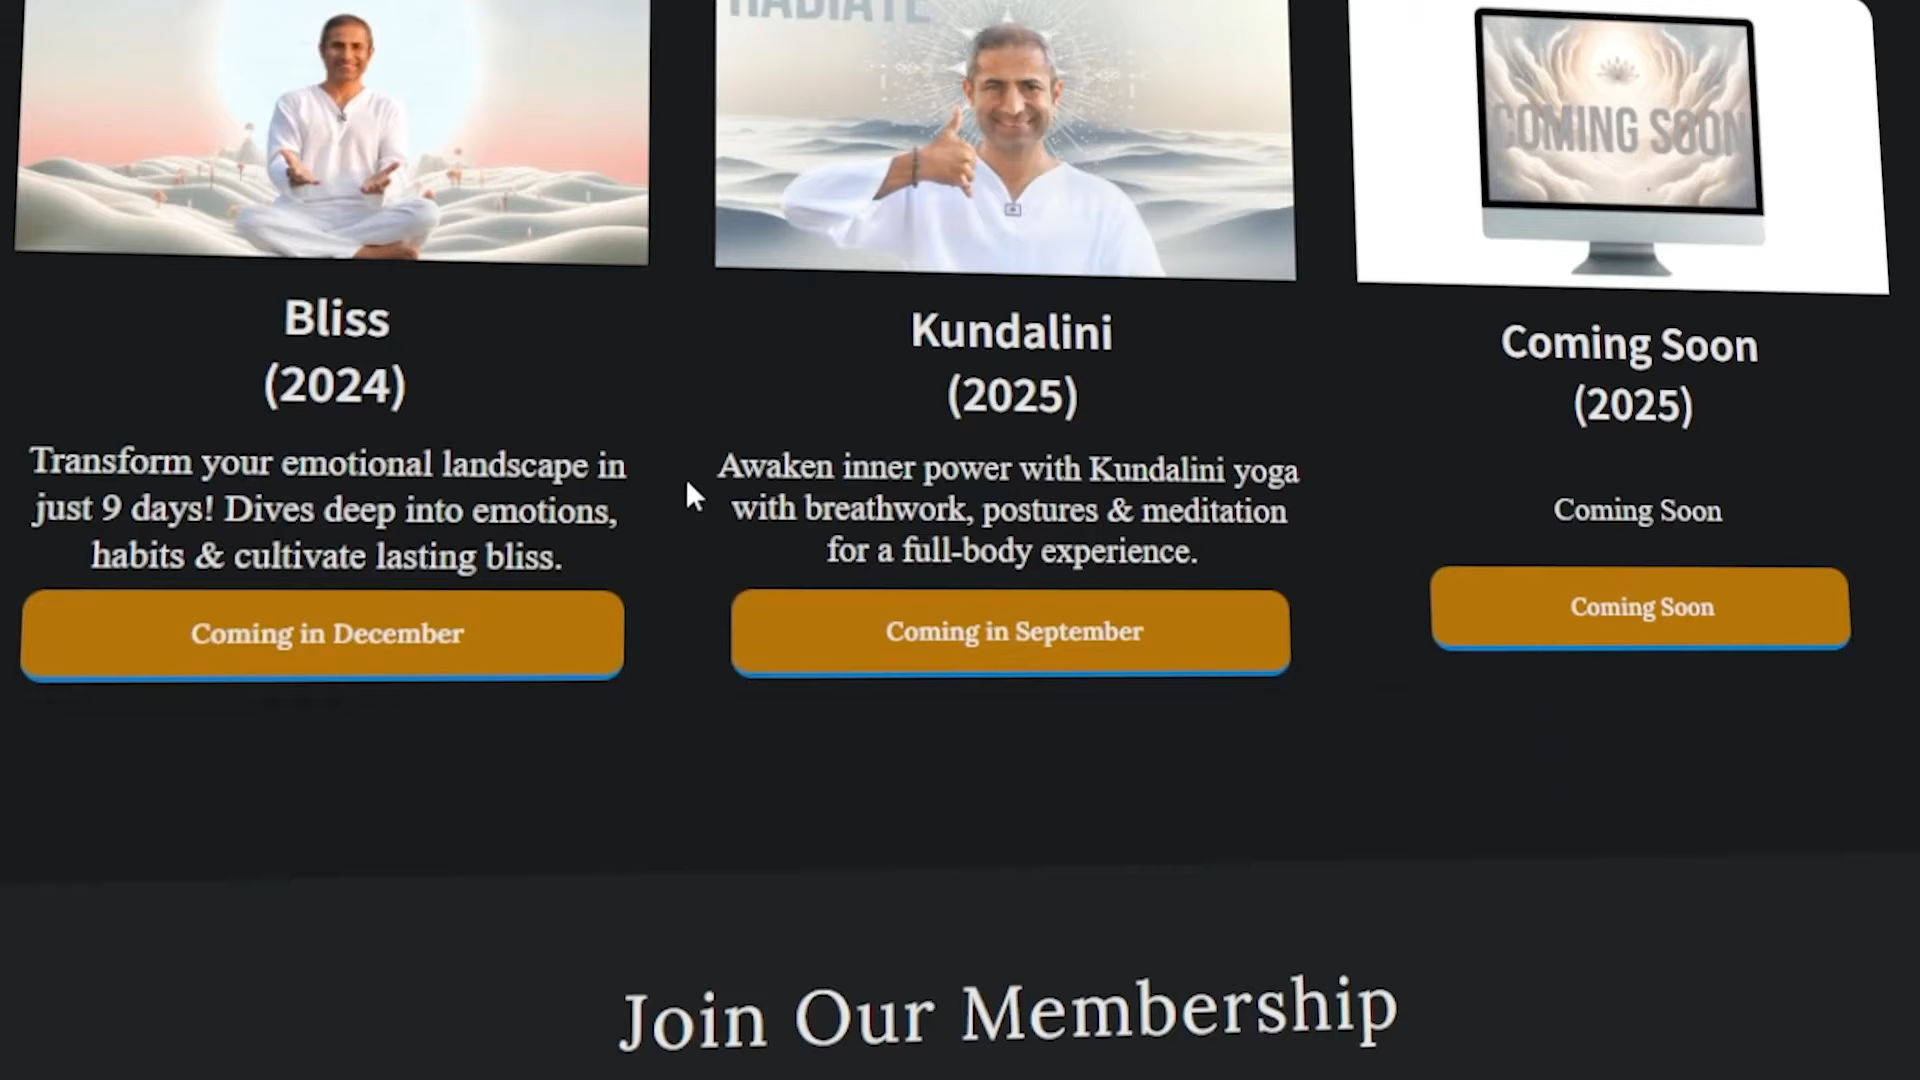 RADIATE
COMING SOON
Bliss
(2024)
Transform your emotional landscape in
just 9 days! Dives deep into emotions,
habits & cultivate lasting bliss.
Coming in December
Kundalini
(2025)
Awaken inner power with Kundalini yoga
with breathwork, postures & meditation
for a full-body experience.
Coming in September
Coming Soon
(2025)
Coming Soon
Coming Soon
Join Our Membership